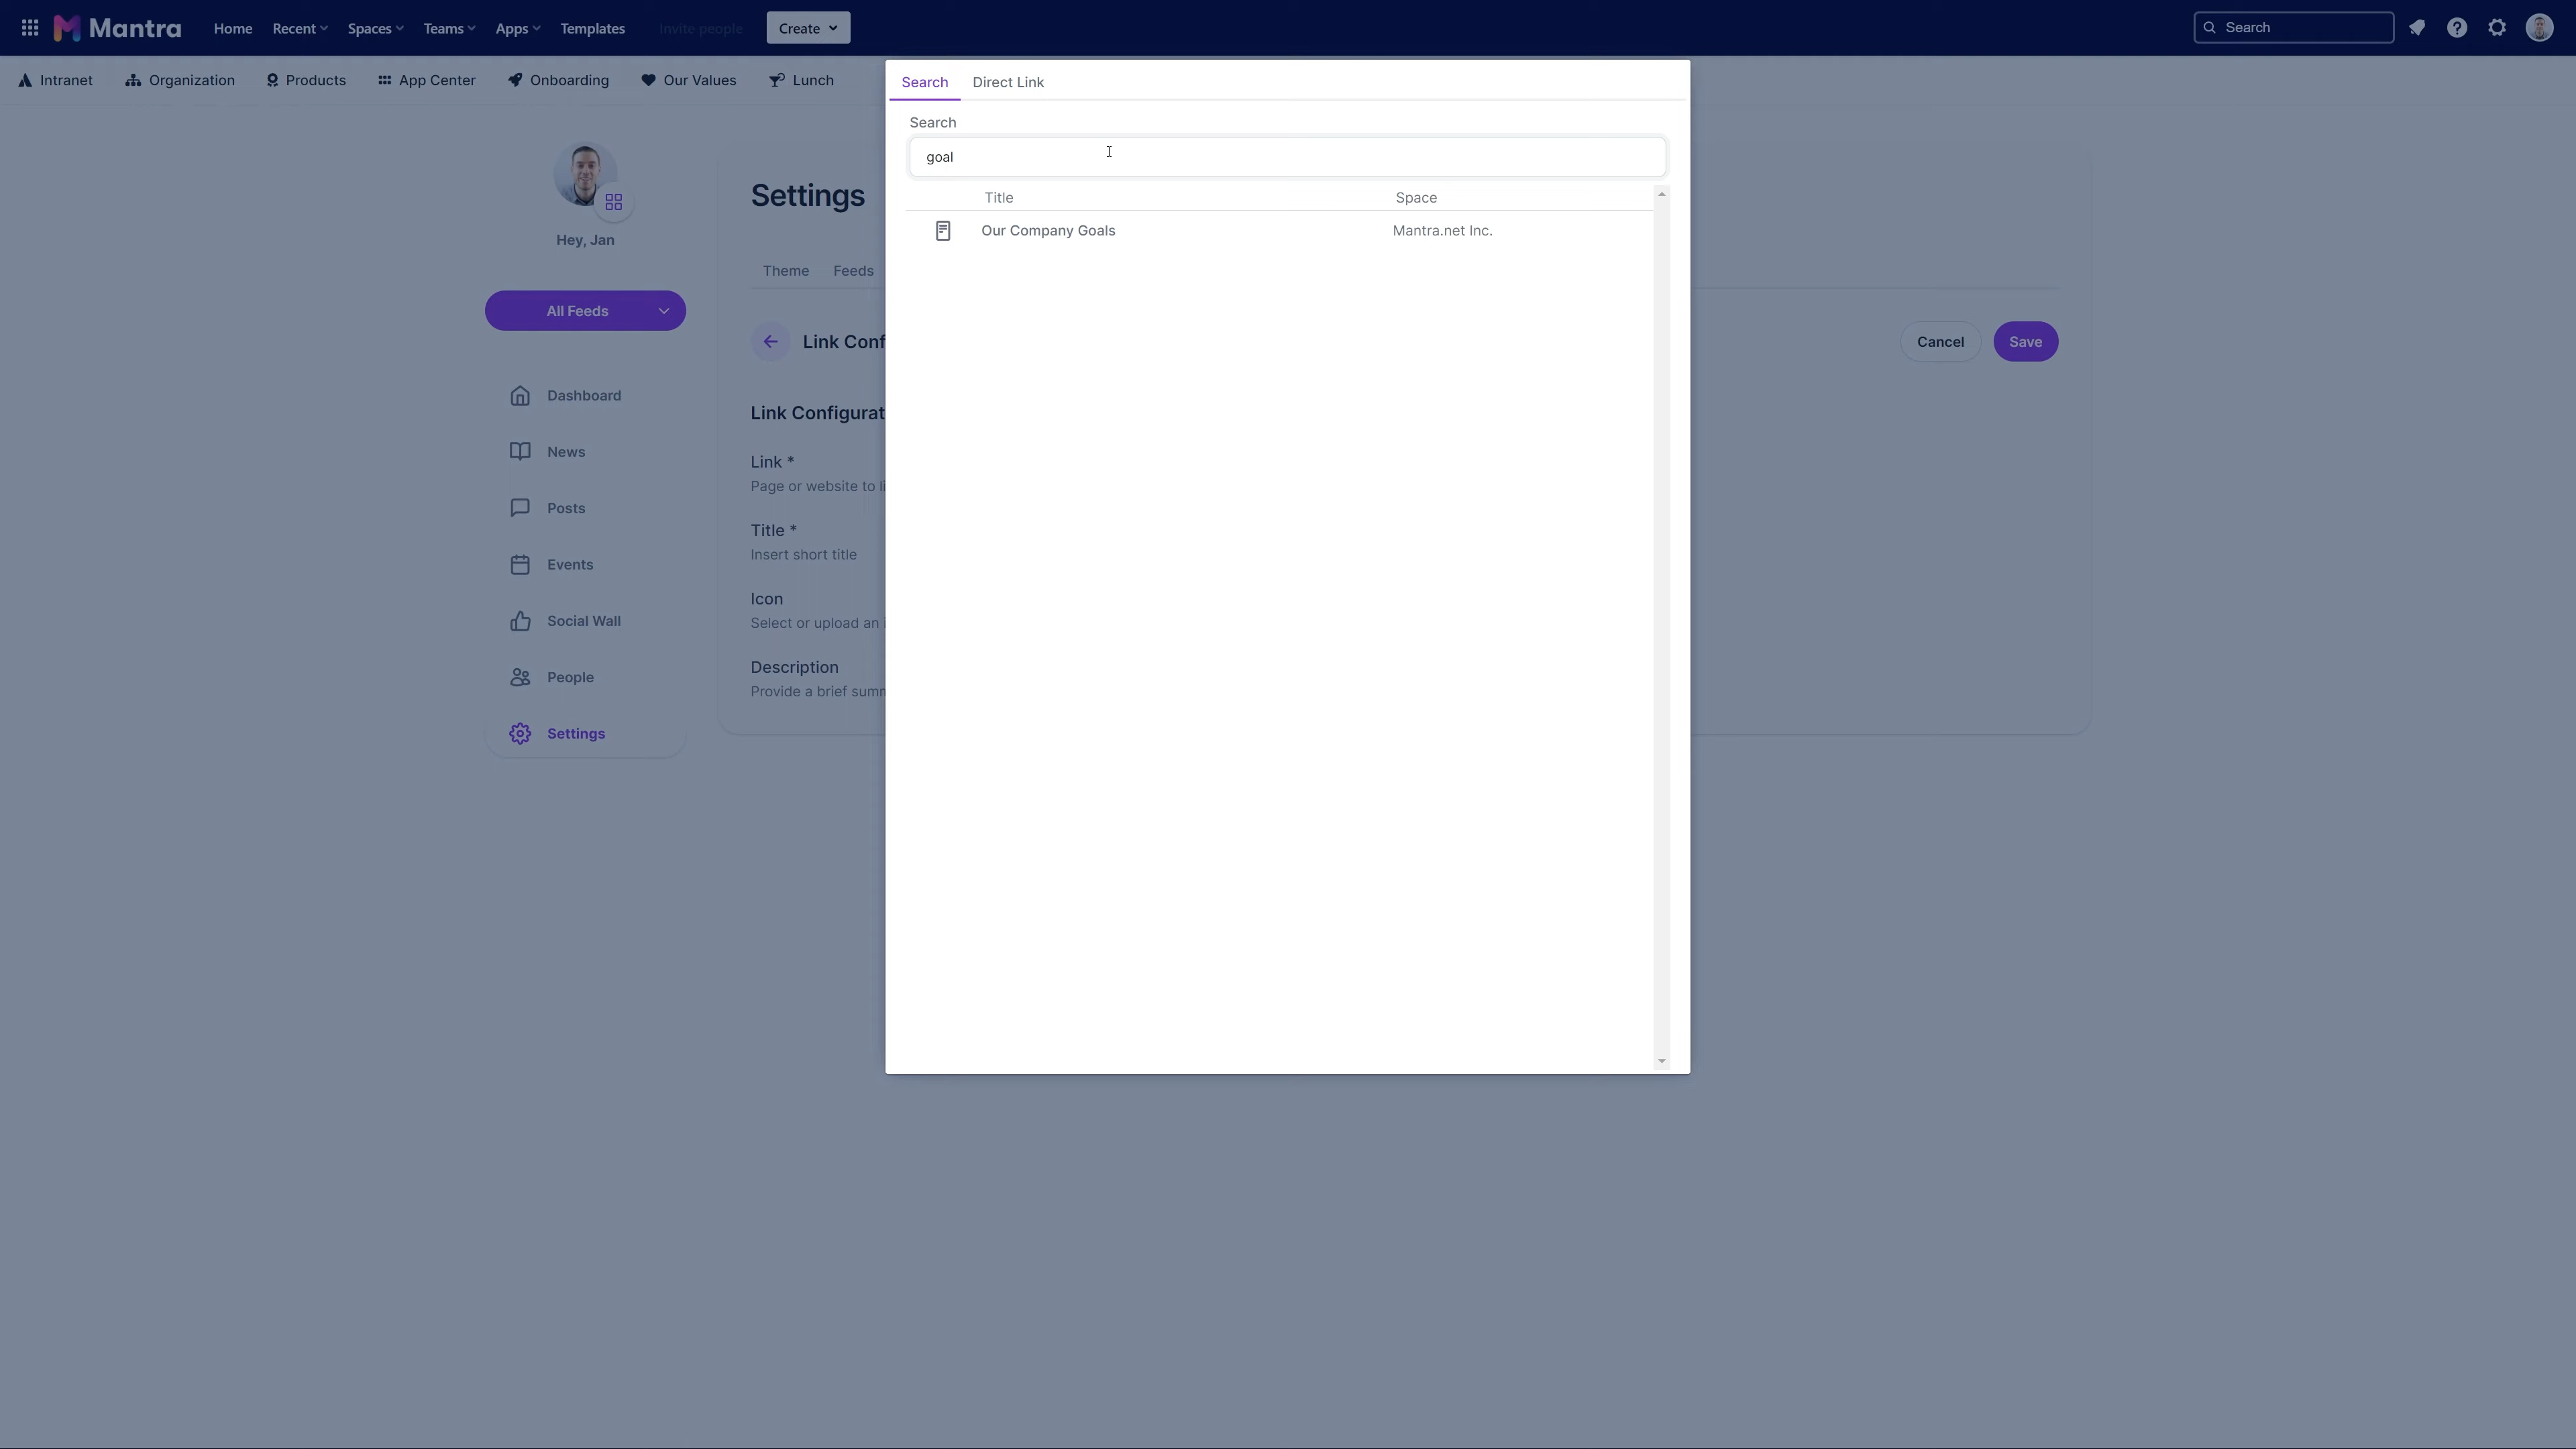 Mantra Home Recent Spaces Teams Apps Templates Invite people Create Search
Intranet Organization Products App Center Onboarding Our Values Lunch
Search Direct Link
Search
goal
Title Space
Our Company Goals Mantra.net Inc.
Hey, Jan
All Feeds
Dashboard
News
Posts
Events
Social Wall
People
Settings
Settings
Theme Feeds
Link Conf
Cancel Save
Link Configurat
Link *
Page or website to li
Title *
Insert short title
Icon
Select or upload an i
Description
Provide a brief summ